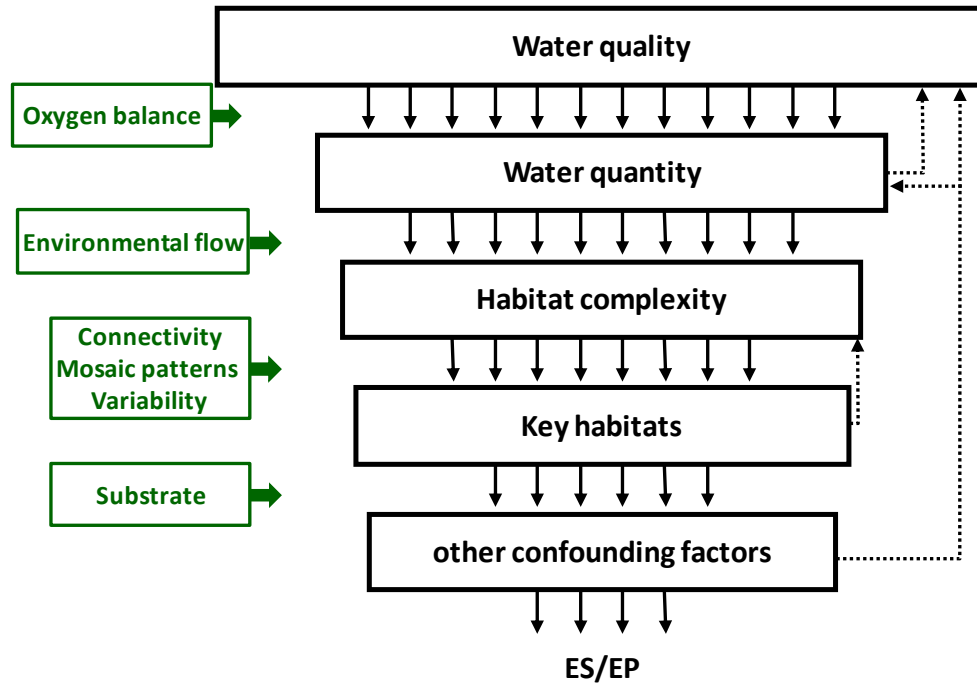 Water quality
Oxygen balance
Water quantity
Environmental flow
Habitat complexity
Connectivity
Mosaic patterns
Variability
Key habitats
Substrate
other confounding factors
ES/EP